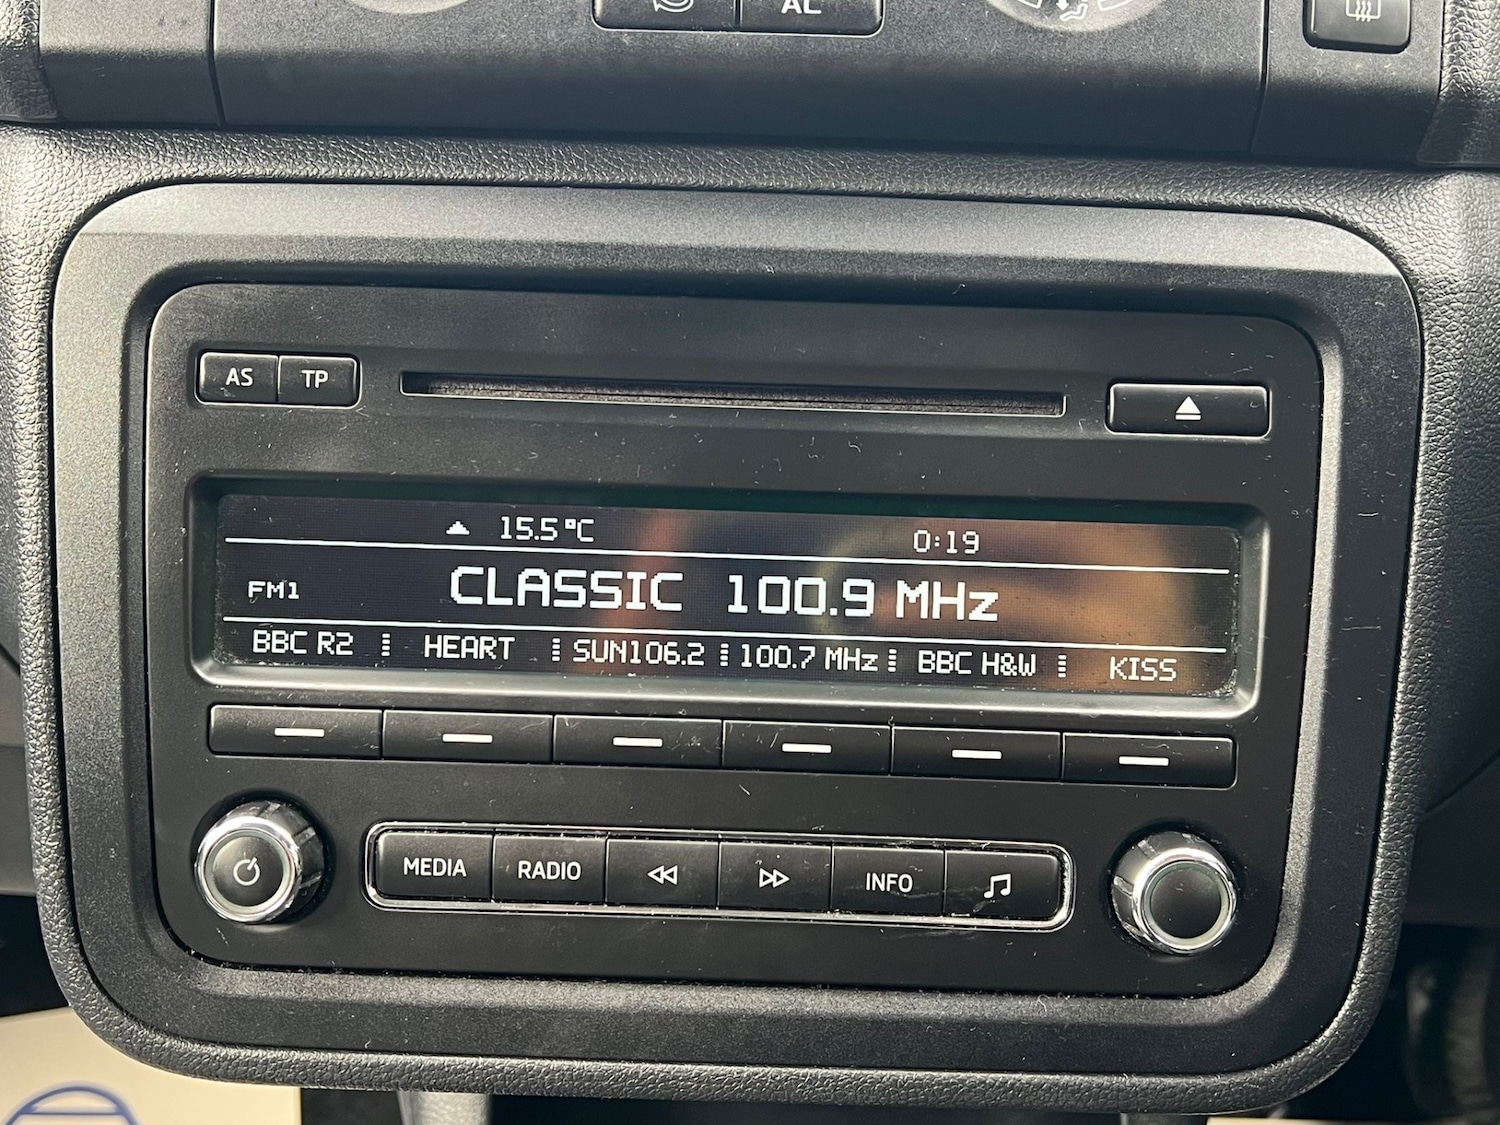 AC
AS TP
15.5°C 0:19
FM1 CLASSIC 100.9 MHz
BBC R2 HEART SUN106.2 100.7 MHz BBC H&W KISS
MEDIA RADIO INFO